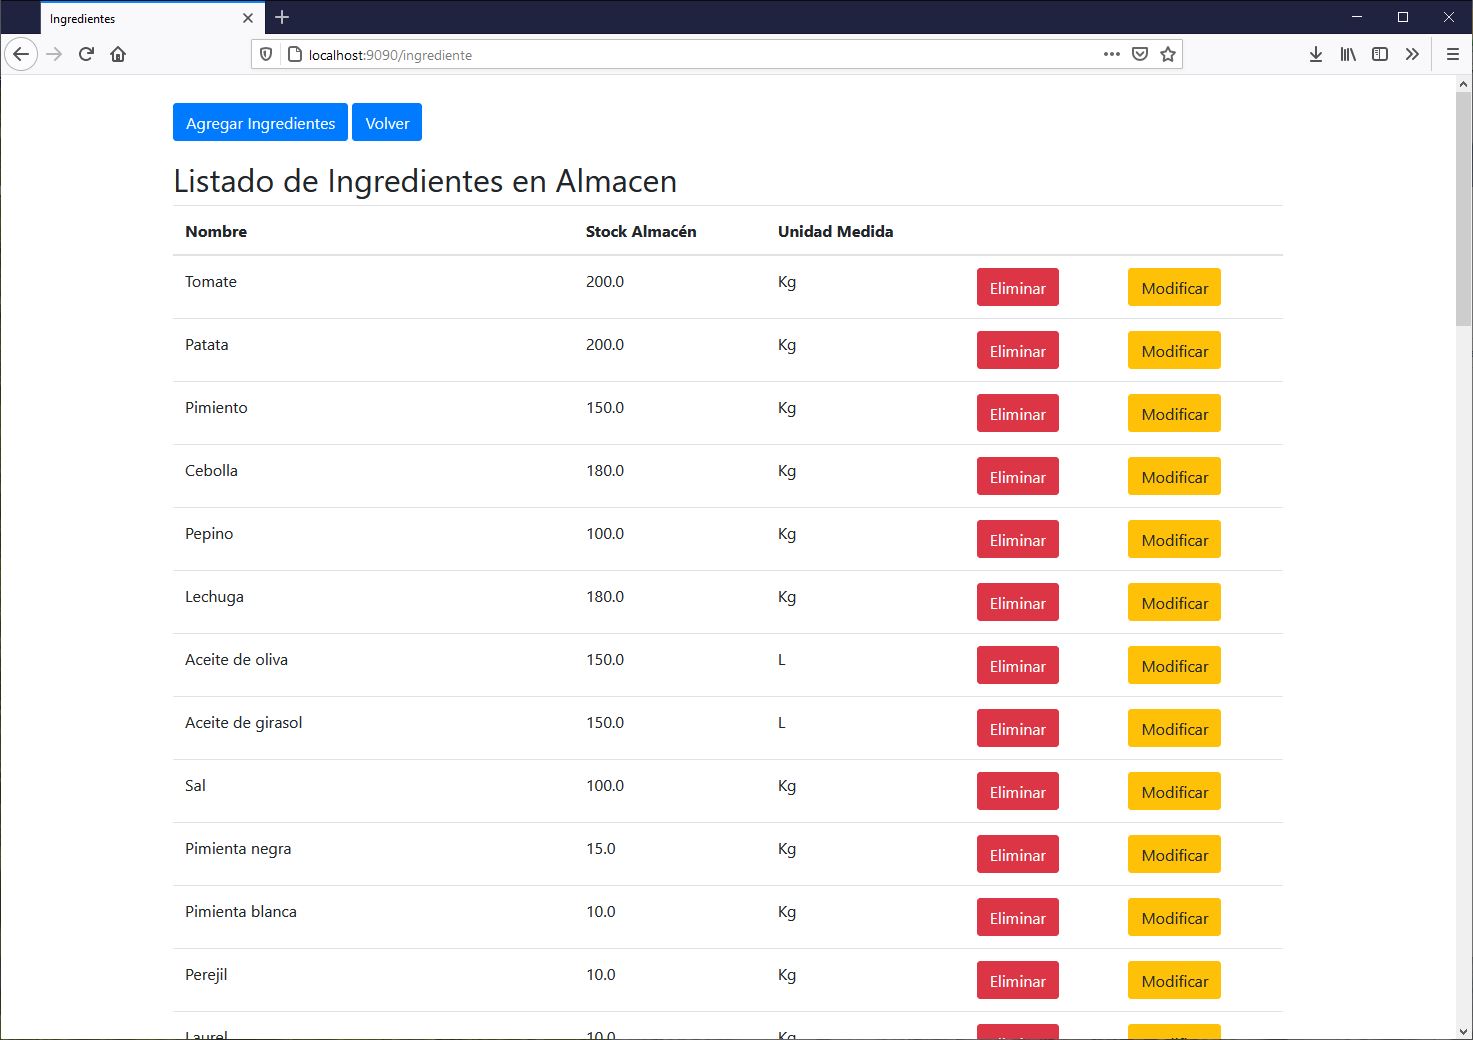 Ingredientes
localhost:9090/ingrediente
Agregar Ingredientes Volver
Listado de Ingredientes en Almacen
Nombre Stock Almacén Unidad Medida
Tomate 200.0 Kg Eliminar Modificar
Patata 200.0 Kg Eliminar Modificar
Pimiento 150.0 Kg Eliminar Modificar
Cebolla 180.0 Kg Eliminar Modificar
Pepino 100.0 Kg Eliminar Modificar
Lechuga 180.0 Kg Eliminar Modificar
Aceite de oliva 150.0 L Eliminar Modificar
Aceite de girasol 150.0 L Eliminar Modificar
Sal 100.0 Kg Eliminar Modificar
Pimienta negra 15.0 Kg Eliminar Modificar
Pimienta blanca 10.0 Kg Eliminar Modificar
Perejil 10.0 Kg Eliminar Modificar
Laurel 10.0 Kg Eliminar Modificar